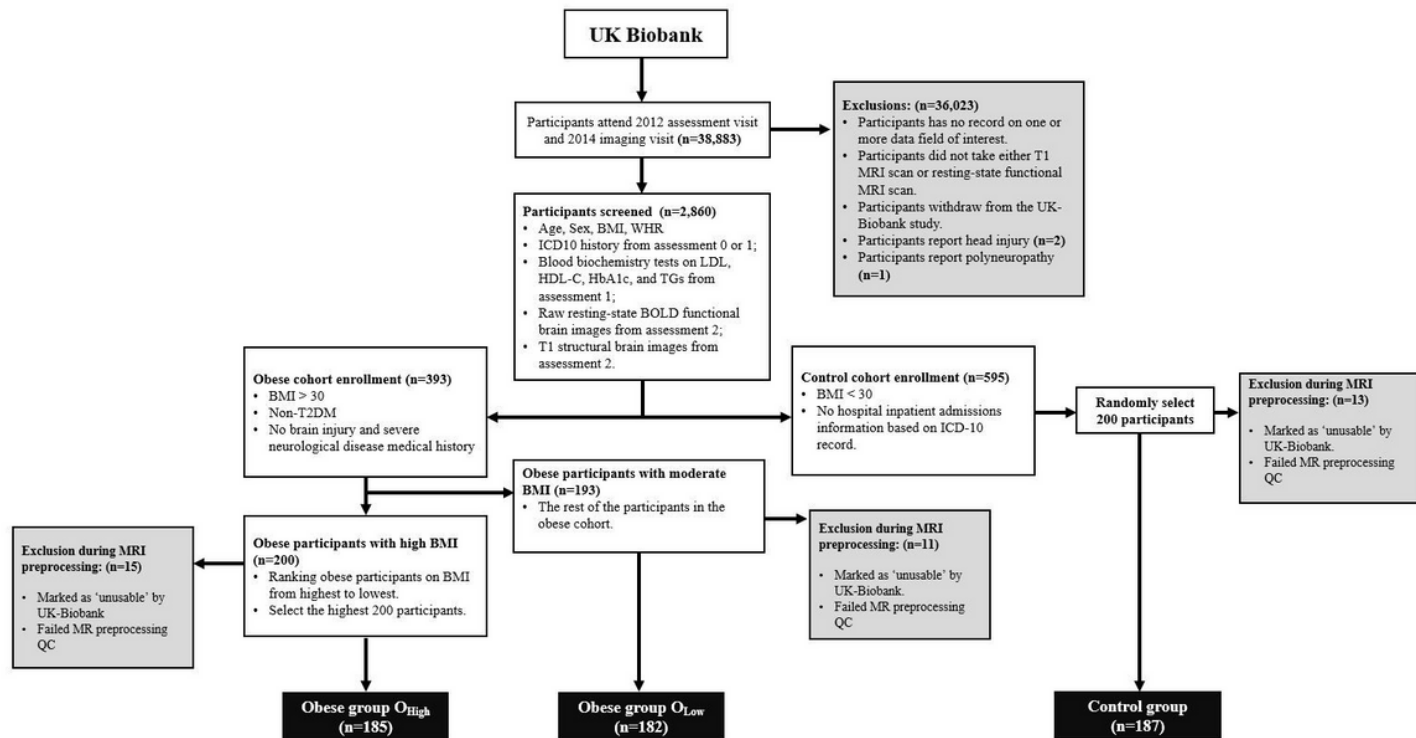 UK Biobank
Participants attend 2012 assessment visit
and 2014 imaging visit (n=38,883)
Exclusions: (n=36,023)
• Participants has no record on one or
more data field of interest.
• Participants did not take either T1
MRI scan or resting-state functional
MRI scan.
• Participants withdraw from the UK-
Biobank study.
• Participants report head injury (n=2)
• Participants report polyneuropathy
(n=1)
Participants screened (n=2,860)
• Age, Sex, BMI, WHR
• ICD10 history from assessment 0 or 1;
• Blood biochemistry tests on LDL,
HDL-C, HbA1c, and TGs from
assessment 1;
• Raw resting-state BOLD functional
brain images from assessment 2;
• T1 structural brain images from
assessment 2.
Obese cohort enrollment (n=393)
• BMI > 30
• Non-T2DM
• No brain injury and severe
neurological disease medical history
Control cohort enrollment (n=595)
• BMI < 30
• No hospital inpatient admissions
information based on ICD-10
record.
Randomly select
200 participants
Exclusion during MRI
preprocessing: (n=13)
• Marked as ‘unusable’ by
UK-Biobank.
• Failed MR preprocessing
QC
Obese participants with moderate
BMI (n=193)
• The rest of the participants in the
obese cohort.
Exclusion during MRI
preprocessing: (n=11)
• Marked as ‘unusable’ by
UK-Biobank.
• Failed MR preprocessing
QC
Obese participants with high BMI
(n=200)
• Ranking obese participants on BMI
from highest to lowest.
• Select the highest 200 participants.
Exclusion during MRI
preprocessing: (n=15)
• Marked as ‘unusable’ by
UK-Biobank
• Failed MR preprocessing
QC
Obese group OHigh
(n=185)
Obese group OLow
(n=182)
Control group
(n=187)